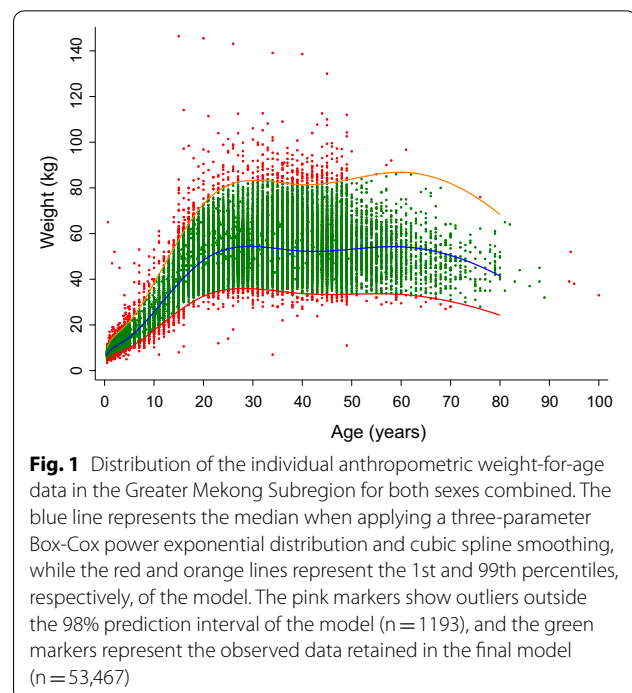 140
120
100
80
60
40
20
0
Weight (kg)
0 10 20 30 40 50 60 70 80 90 100
Age (years)
Fig. 1 Distribution of the individual anthropometric weight-for-age
data in the Greater Mekong Subregion for both sexes combined. The
blue line represents the median when applying a three-parameter
Box-Cox power exponential distribution and cubic spline smoothing,
while the red and orange lines represent the 1st and 99th percentiles,
respectively, of the model. The pink markers show outliers outside
the 98% prediction interval of the model (n = 1193), and the green
markers represent the observed data retained in the final model
(n = 53,467)